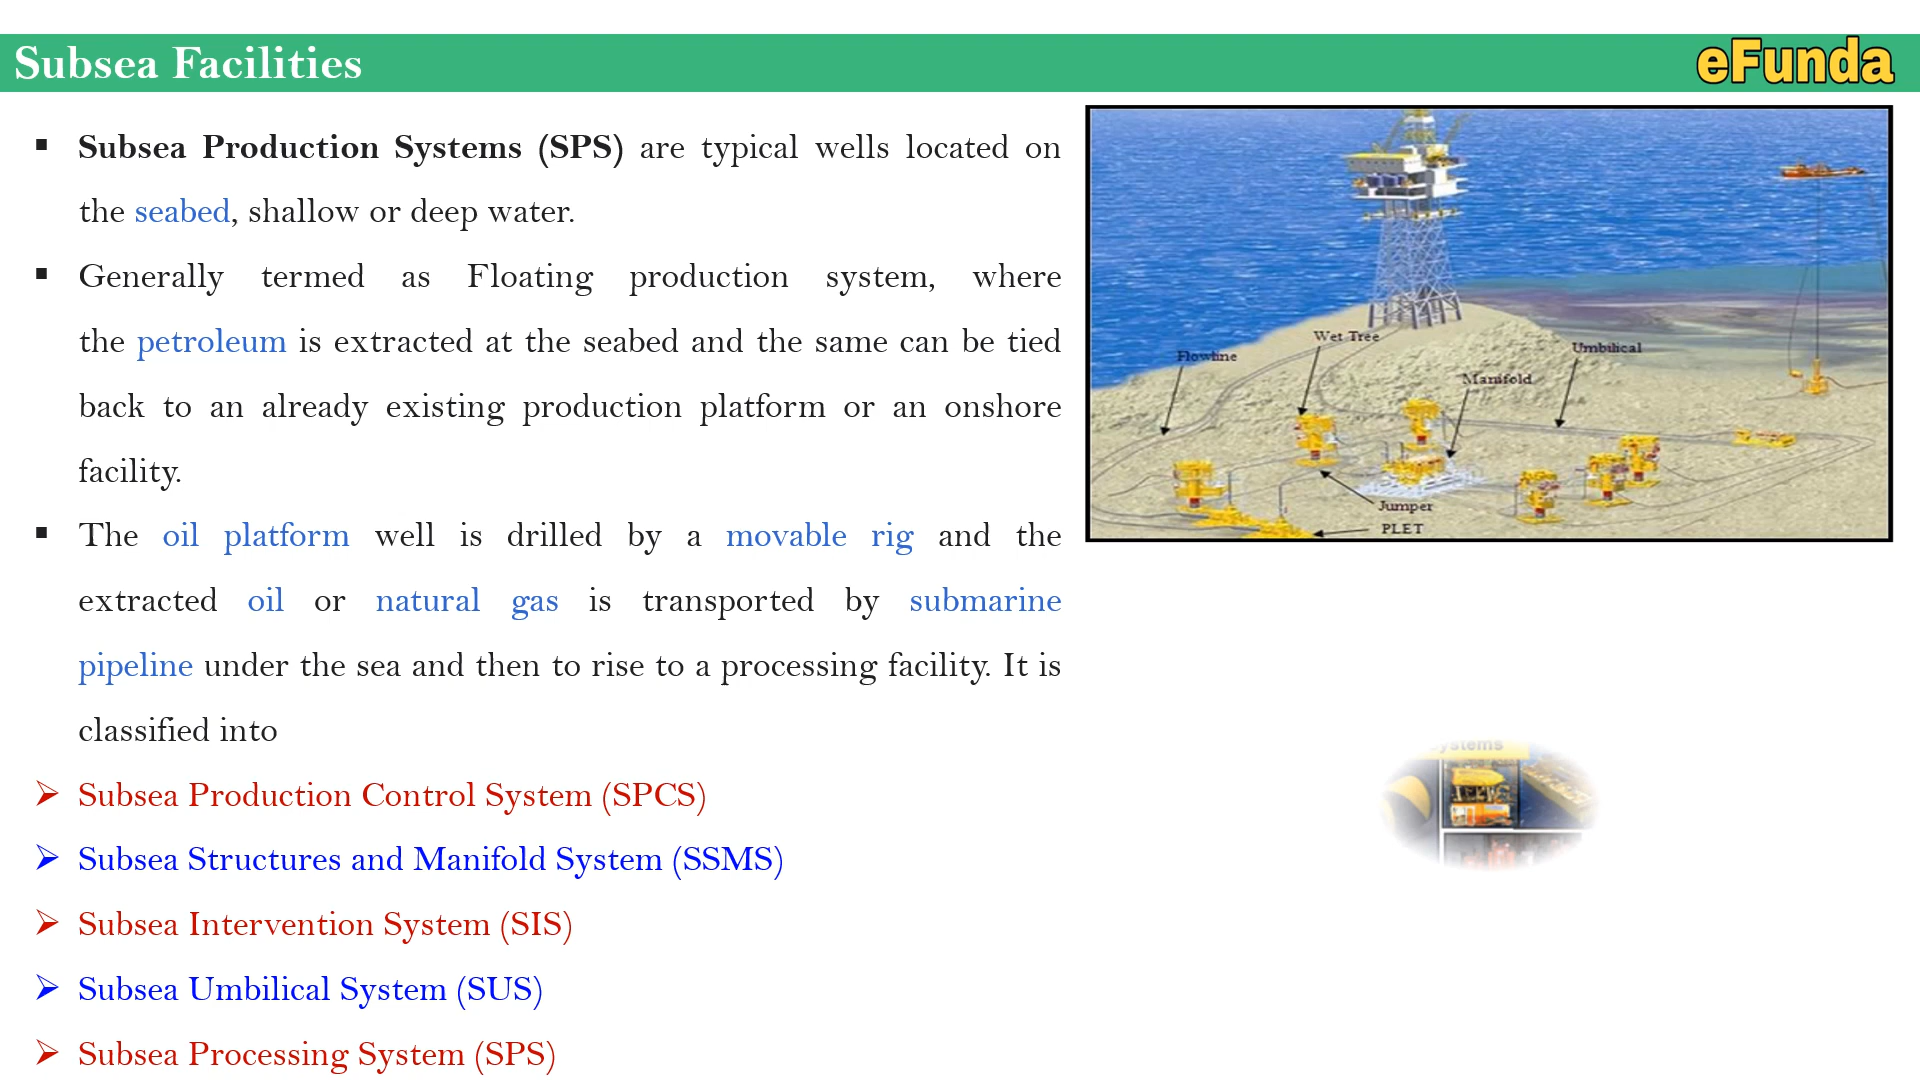 Subsea Facilities
eFunda
Subsea Production Systems (SPS) are typical wells located on
the seabed, shallow or deep water.
Generally termed as Floating production system, where
the petroleum is extracted at the seabed and the same can be tied
back to an already existing production platform or an onshore
facility.
The oil platform well is drilled by a movable rig and the
extracted oil or natural gas is transported by submarine
pipeline under the sea and then to rise to a processing facility. It is
classified into
Subsea Production Control System (SPCS)
Subsea Structures and Manifold System (SSMS)
Subsea Intervention System (SIS)
Subsea Umbilical System (SUS)
Subsea Processing System (SPS)
Wet Tree
Flowline
Umbilical
Manifold
Jumper
PLET